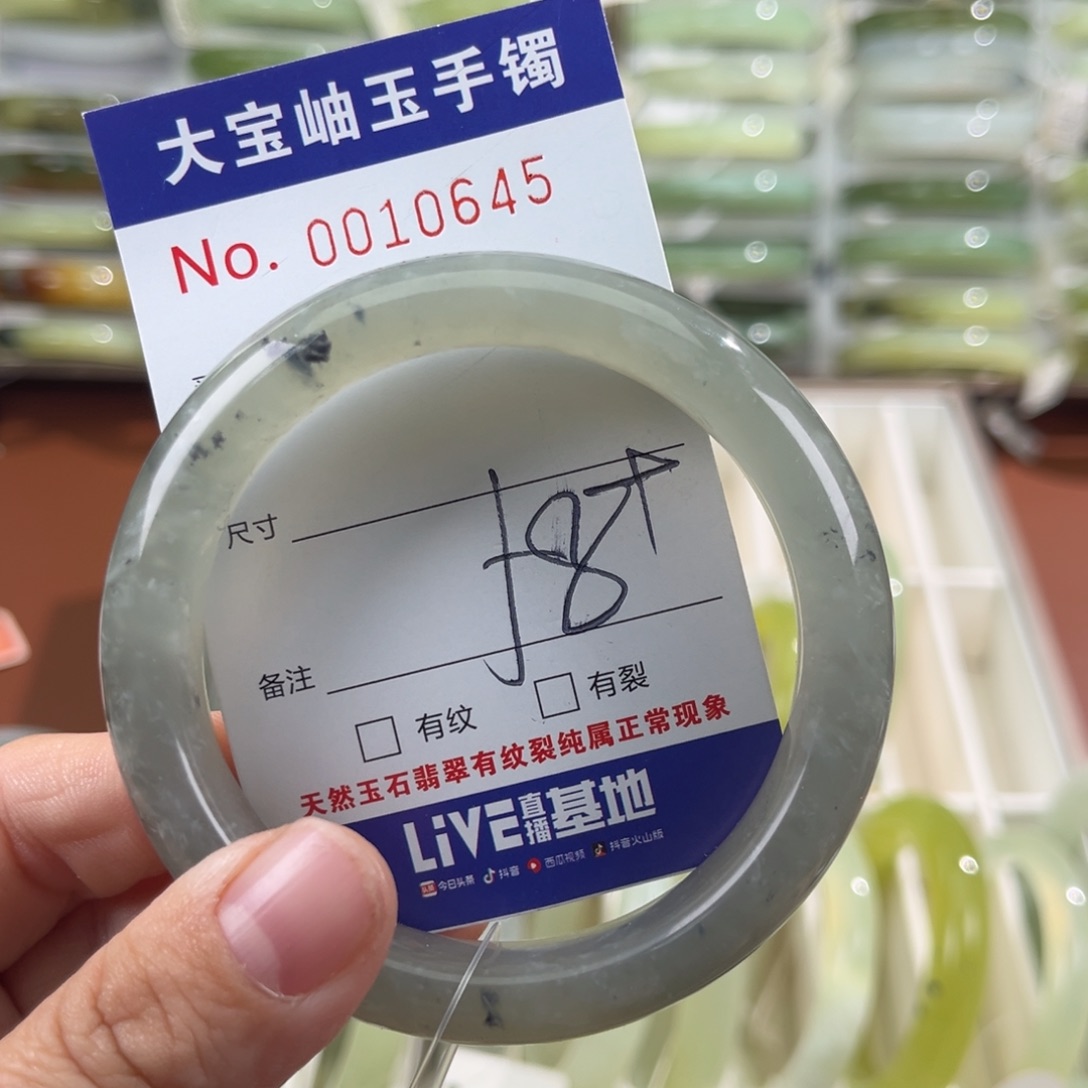 大宝岫玉手镯
No. 0010645
尺寸
备注
有纹 有裂
天然玉石翡翠有纹裂纯属正常现象
LiVE直播基地
头条 今日头条 抖音 西瓜视频 抖音火山版